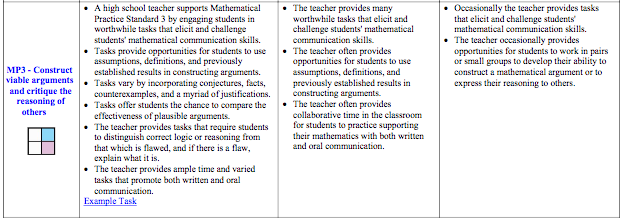 MP3 - Construct
viable arguments
and critique the
reasoning of
others
• A high school teacher supports Mathematical
Practice Standard 3 by engaging students in
worthwhile tasks that elicit and challenge
students' mathematical communication skills.
• Tasks provide opportunities for students to use
assumptions, definitions, and previously
established results in constructing arguments.
• Tasks vary by incorporating conjectures, facts,
counterexamples, and a myriad of justifications.
• Tasks offer students the chance to compare the
effectiveness of plausible arguments.
• The teacher provides tasks that require students
to distinguish correct logic or reasoning from
that which is flawed, and if there is a flaw,
explain what it is.
• The teacher provides ample time and varied
tasks that promote both written and oral
communication.
Example Task
• The teacher provides many
worthwhile tasks that elicit and
challenge students' mathematical
communication skills.
• The teacher often provides
opportunities for students to use
assumptions, definitions, and
previously established results in
constructing arguments.
• The teacher often provides
collaborative time in the classroom
for students to practice supporting
their mathematics with both written
and oral communication.
• Occasionally the teacher provides tasks
that elicit and challenge students'
mathematical communication skills.
• The teacher occasionally provides
opportunities for students to work in pairs
or small groups to develop their ability to
construct a mathematical argument or to
express their reasoning to others.